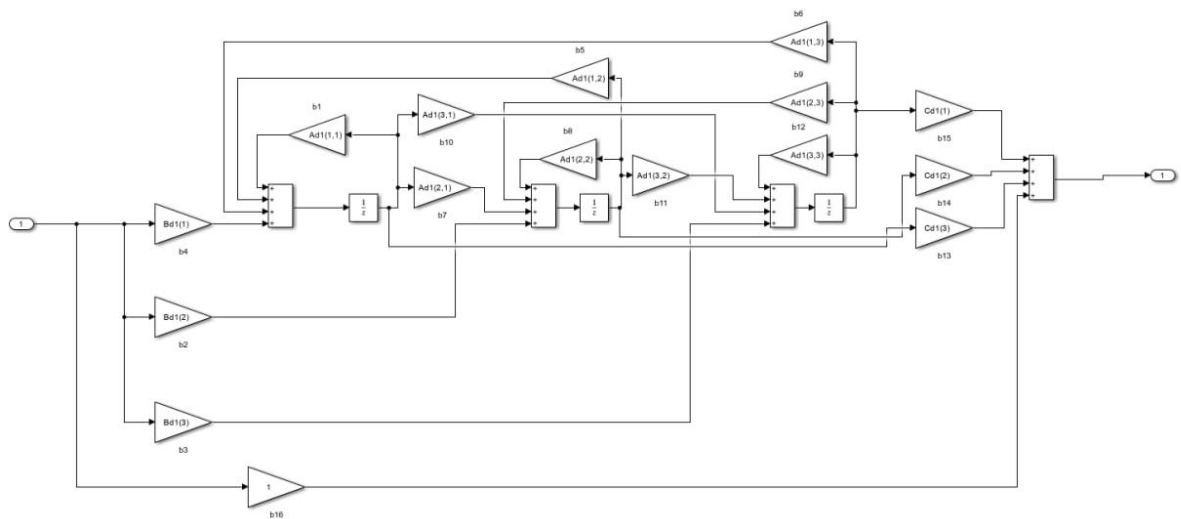 b6
Ad1(1,3)
b5
Ad1(1,2)
b9
Ad1(2,3)
b1
Ad1(1,1)
Ad1(3,1)
b10
b8
Ad1(2,2)
b12
Ad1(3,3)
Cd1(1)
b15
Ad1(2,1)
b7
Ad1(3,2)
b11
Cd1(2)
b14
+
+
+
+
1
z
+
+
+
+
1
z
+
+
+
+
1
z
+
+
+
+
1
1
Bd1(1)
b4
Cd1(3)
b13
Bd1(2)
b2
Bd1(3)
b3
1
b16